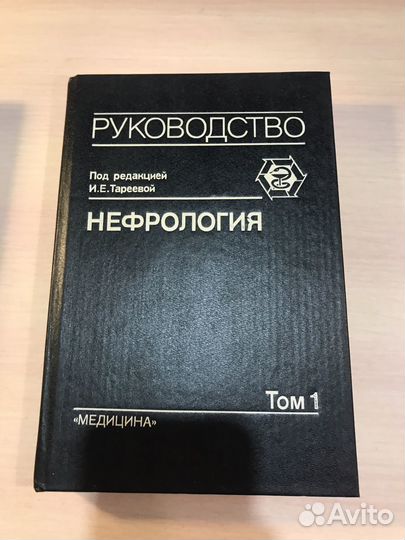 РУКОВОДСТВО
Под редакцией
И.Е.Тареевой
НЕФРОЛОГИЯ
Том 1
«МЕДИЦИНА»
Avito